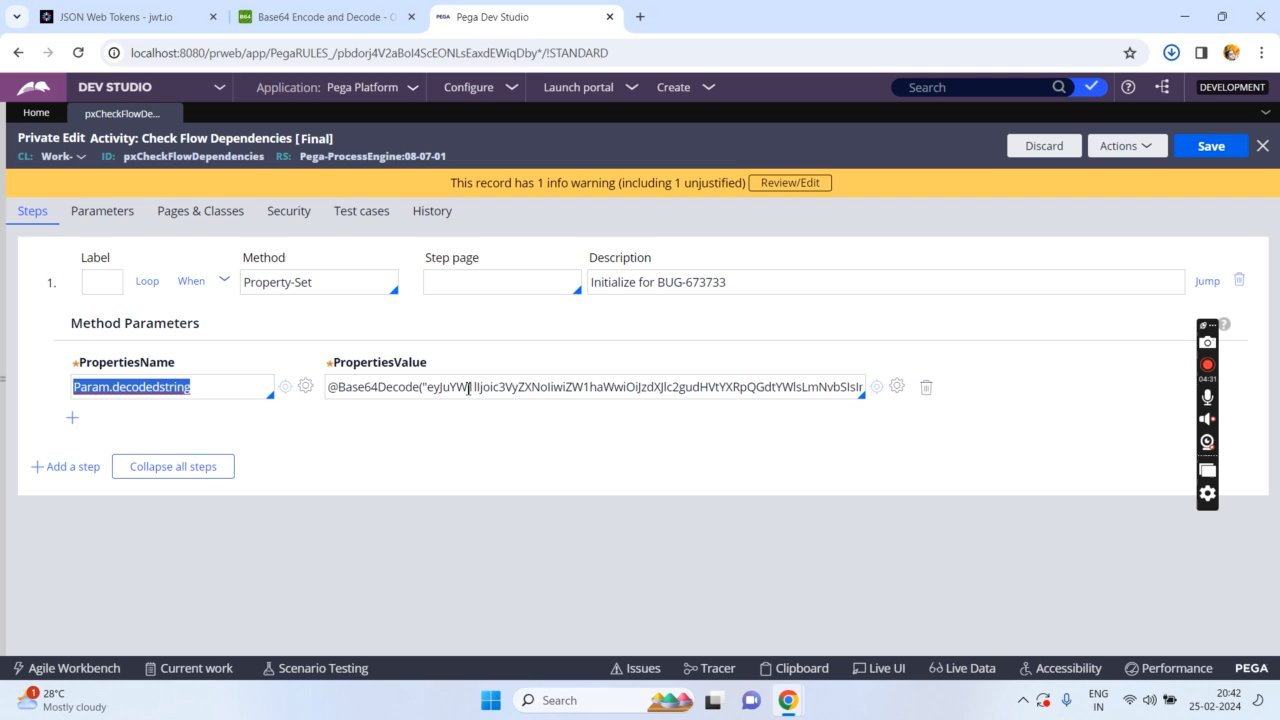 JSON Web Tokens - jwt.io
BG4 Base64 Encode and Decode - O
PEGA Pega Dev Studio
localhost:8080/prweb/app/PegaRULES_/pbdorj4V2aBol4ScEONLsEaxdEWiqDby*/!STANDARD
DEV STUDIO Application: Pega Platform Configure Launch portal Create Search DEVELOPMENT
Home pxCheckFlowDe...
Private Edit Activity: Check Flow Dependencies [Final]
CL: Work- ID: pxCheckFlowDependencies RS: Pega-ProcessEngine:08-07-01
Discard Actions Save
This record has 1 info warning (including 1 unjustified) Review/Edit
Steps Parameters Pages & Classes Security Test cases History
Label Method Step page Description
1. Loop When Property-Set Initialize for BUG-673733 Jump
Method Parameters
*PropertiesName *PropertiesValue
Param.decodedstring
04:31
+ Add a step Collapse all steps
Agile Workbench Current work Scenario Testing Issues Tracer Clipboard Live UI Live Data Accessibility Performance PEGA
1 28°C
Mostly cloudy
Search
ENG
IN
20:42
25-02-2024